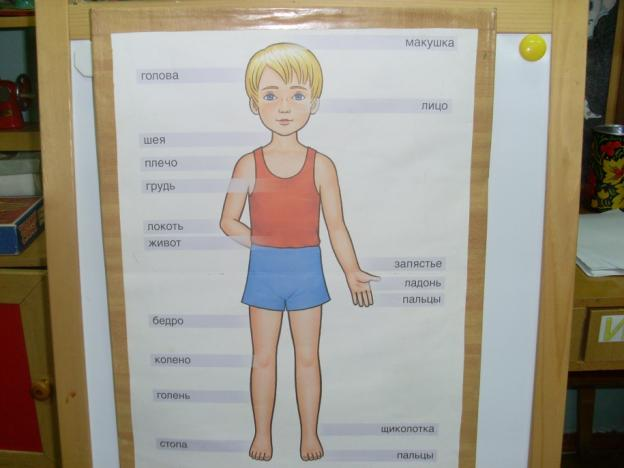 макушка
голова
лицо
шея
плечо
грудь
локоть
живот
запястье
ладонь
пальцы
бедро
колено
голень
щиколотка
стопа
пальцы